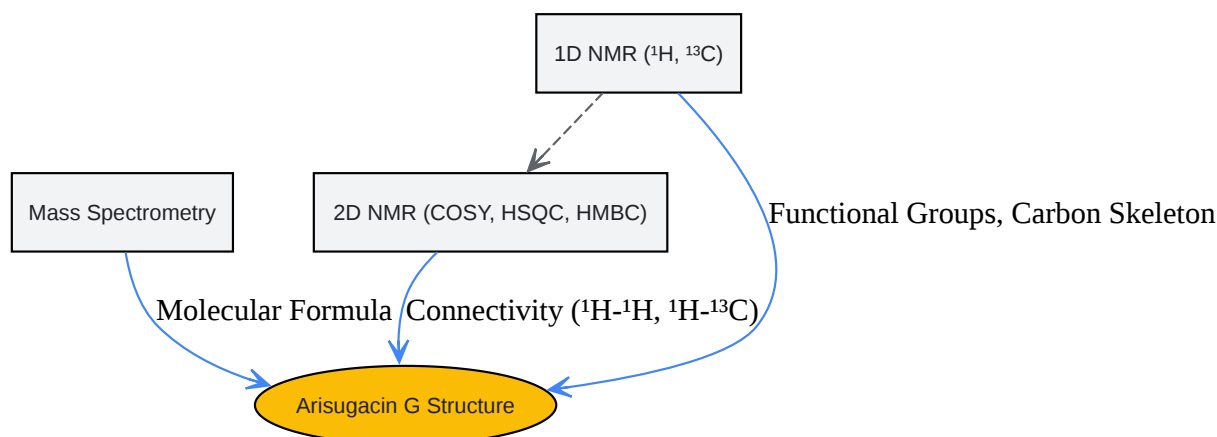 1D NMR (¹H, ¹³C)
Mass Spectrometry
2D NMR (COSY, HSQC, HMBC)
Functional Groups, Carbon Skeleton
Molecular Formula
Connectivity (¹H-¹H, ¹H-¹³C)
Arisugacin G Structure